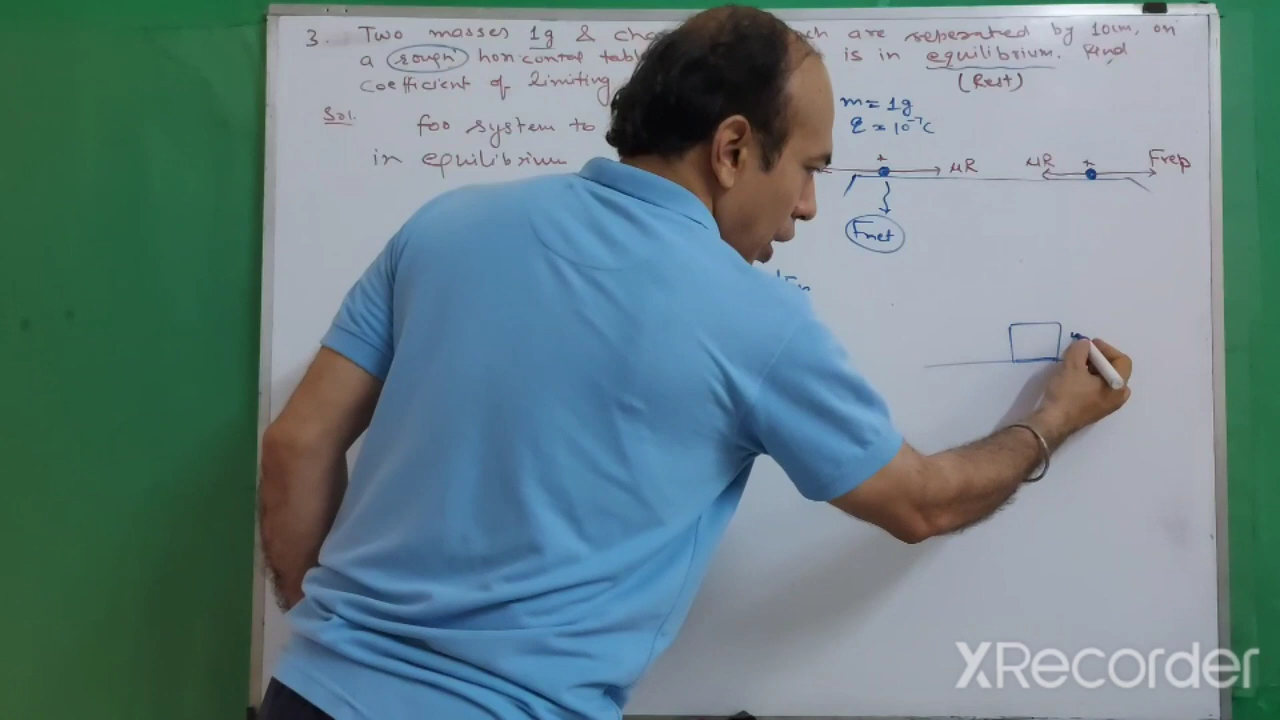 3. Two masses 1g & cha ch are seperated by 10cm, on
a rough horizontal tabl is in equilibrium. Find
coefficient of limiting (Rest)
Sol. for system to
in equilibrium
m = 1g
q = 10⁻⁷C
+ μR μR + Frep
Fnet
XRecorder